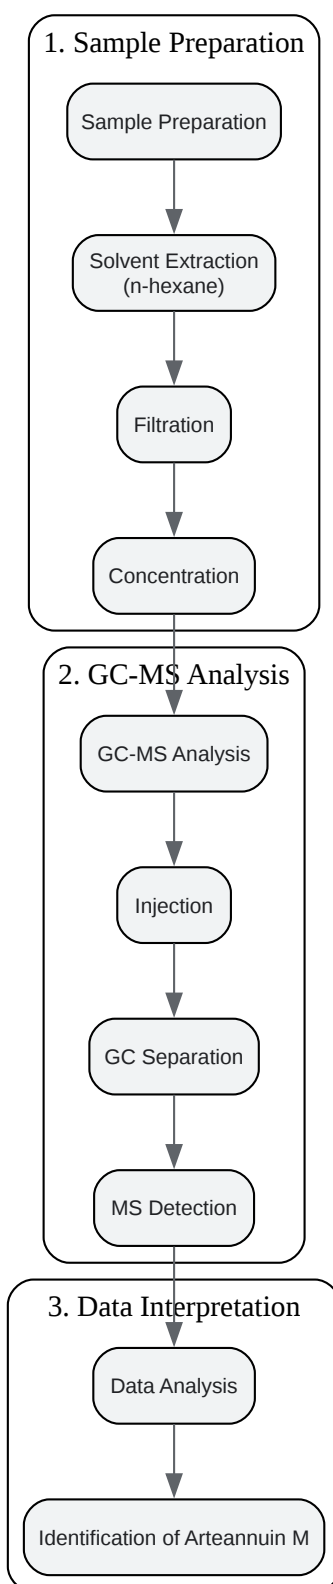 1. Sample Preparation
Sample Preparation
Solvent Extraction
(n-hexane)
Filtration
Concentration
2. GC-MS Analysis
GC-MS Analysis
Injection
GC Separation
MS Detection
3. Data Interpretation
Data Analysis
Identification of Arteannuin M